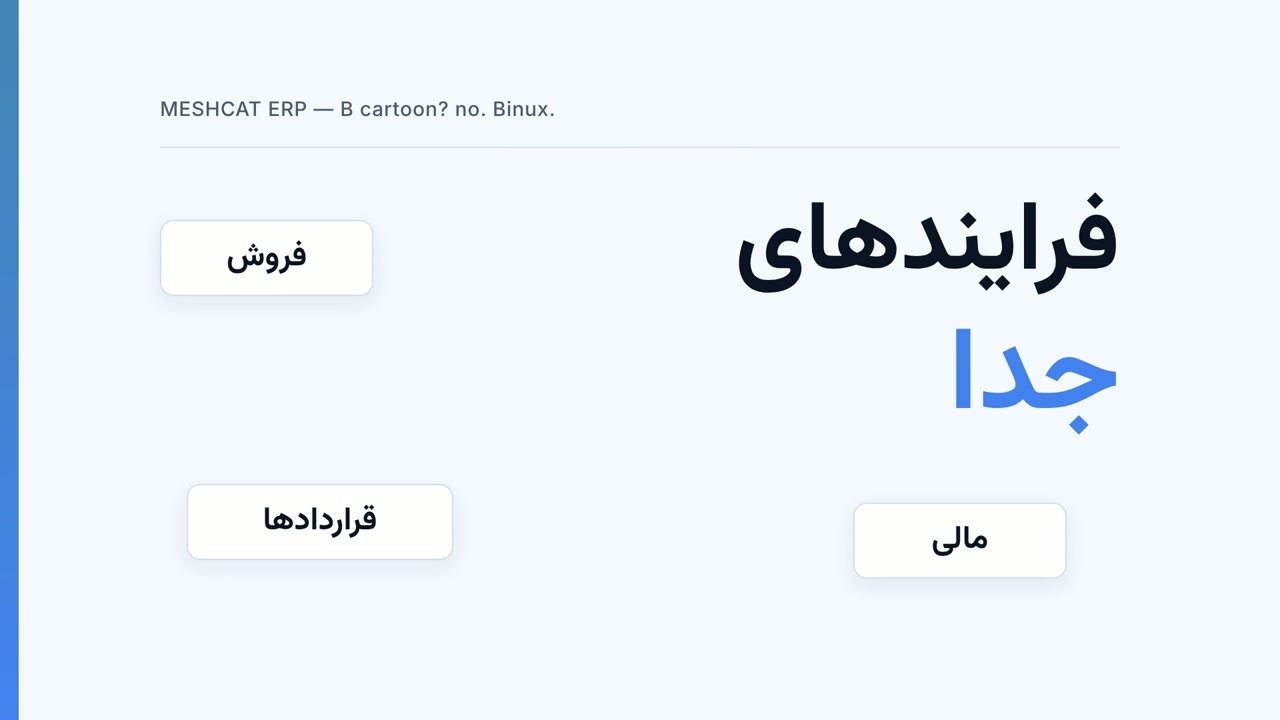 MESHCAT ERP — B cartoon? no. Binux.
فرایندهای
جدا
فروش
قراردادها
مالی